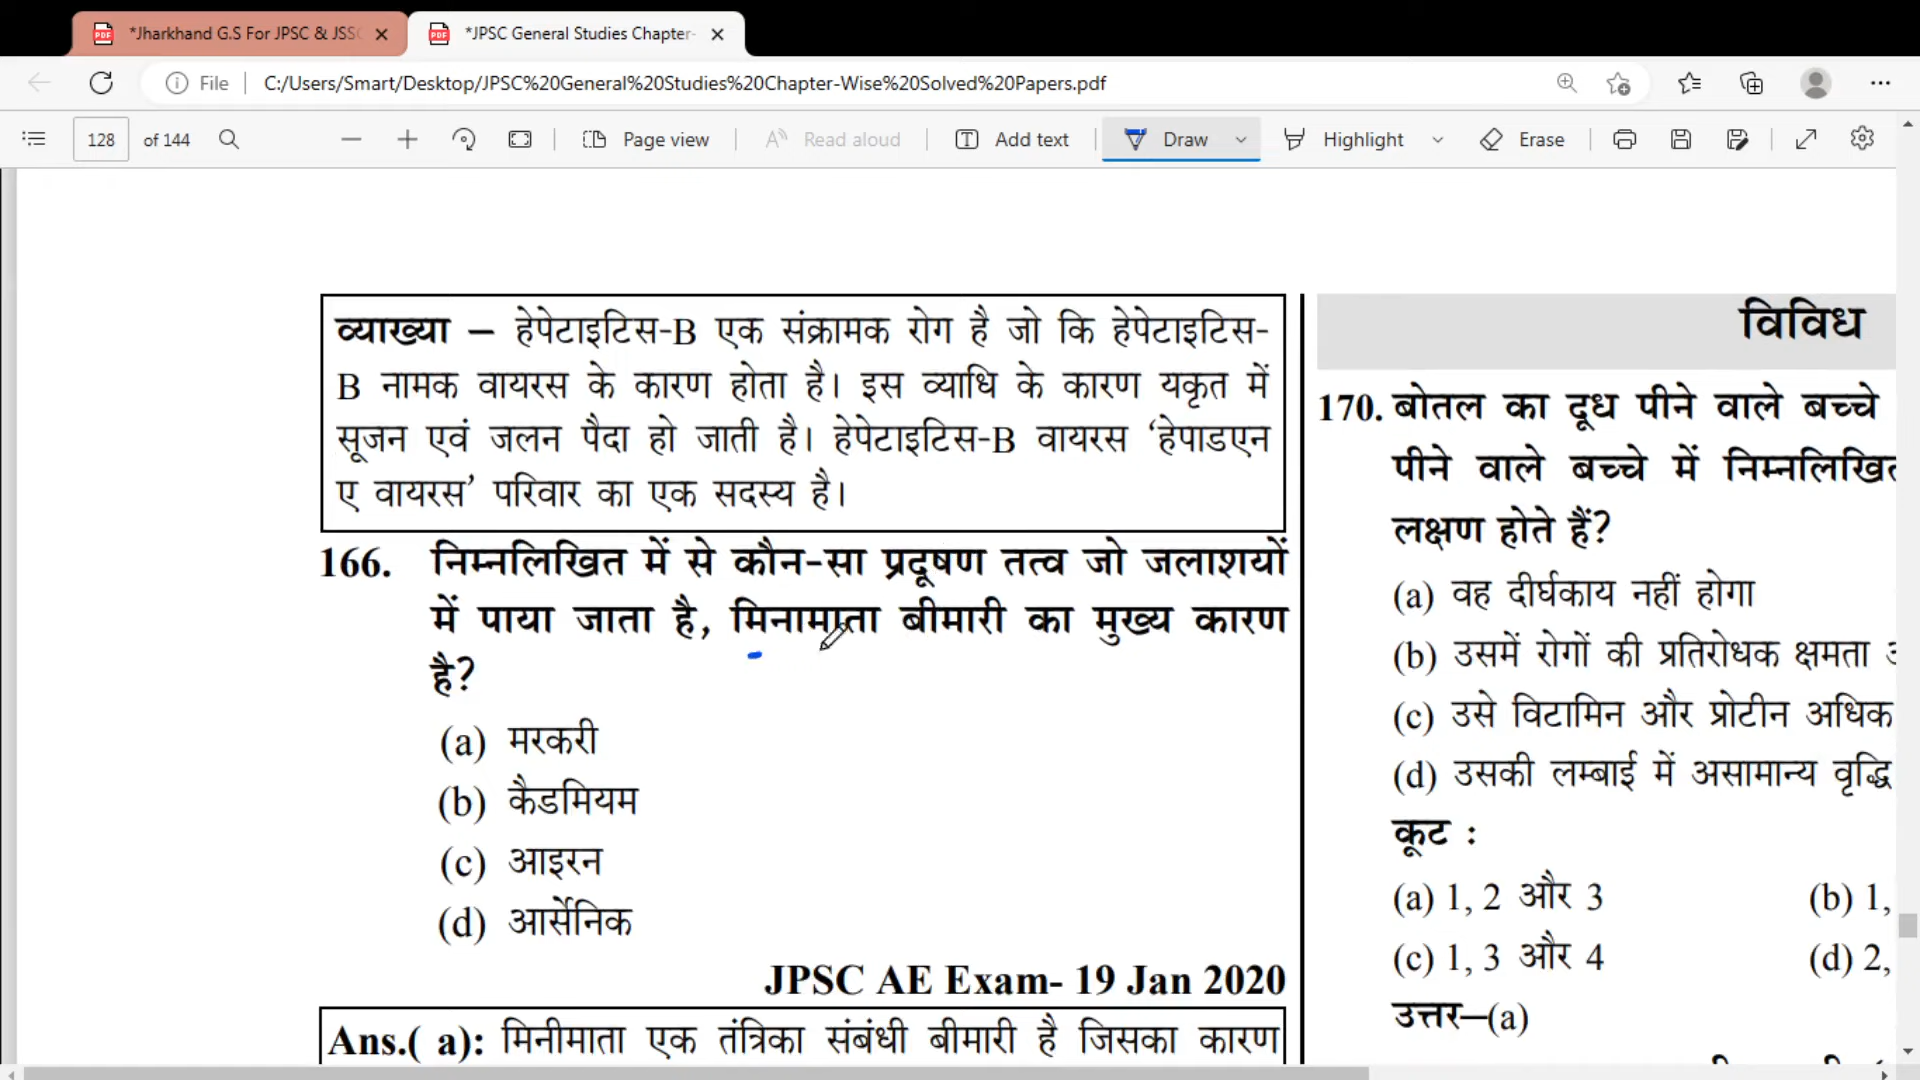 *Jharkhand G.S For JPSC & JSSC
*JPSC General Studies Chapter-
File
C:/Users/Smart/Desktop/JPSC%20General%20Studies%20Chapter-Wise%20Solved%20Papers.pdf
128 of 144
Page view
Read aloud
Add text
Draw
Highlight
Erase
व्याख्या – हेपेटाइटिस-B एक संक्रामक रोग है जो कि हेपेटाइटिस-
B नामक वायरस के कारण होता है। इस व्याधि के कारण यकृत में
सूजन एवं जलन पैदा हो जाती है। हेपेटाइटिस-B वायरस ‘हेपाडएन
ए वायरस’ परिवार का एक सदस्य है।
166. निम्नलिखित में से कौन-सा प्रदूषण तत्व जो जलाशयों
में पाया जाता है, मिनामाता बीमारी का मुख्य कारण
है?
(a) मरकरी
(b) कैडमियम
(c) आइरन
(d) आर्सेनिक
JPSC AE Exam- 19 Jan 2020
Ans.( a): मिनीमाता एक तंत्रिका संबंधी बीमारी है जिसका कारण
विविध
170. बोतल का दूध पीने वाले बच्चे
पीने वाले बच्चे में निम्नलिखित
लक्षण होते हैं?
(a) वह दीर्घकाय नहीं होगा
(b) उसमें रोगों की प्रतिरोधक क्षमता
(c) उसे विटामिन और प्रोटीन अधिक
(d) उसकी लम्बाई में असामान्य वृद्धि
कूट :
(a) 1, 2 और 3 (b) 1,
(c) 1, 3 और 4 (d) 2,
उत्तर–(a)